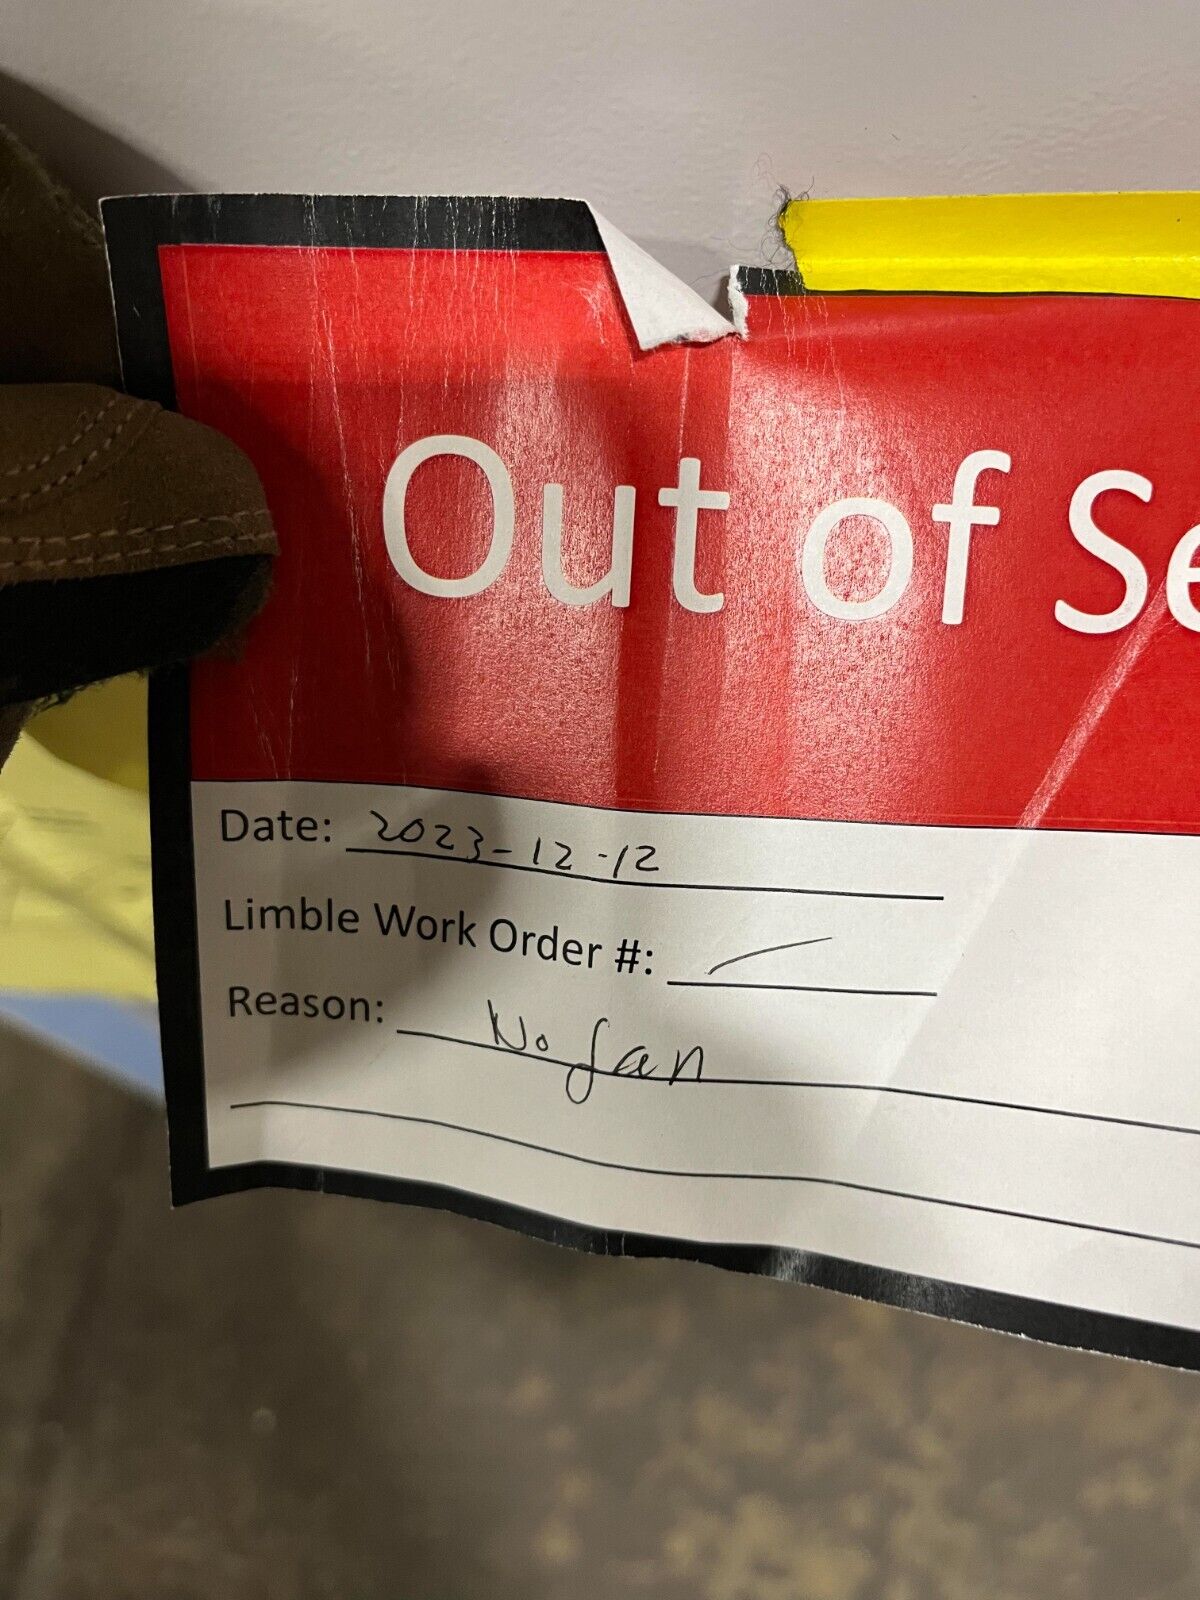 Out of Se
Date: 2023-12-12
Limble Work Order #: /
Reason: No fan